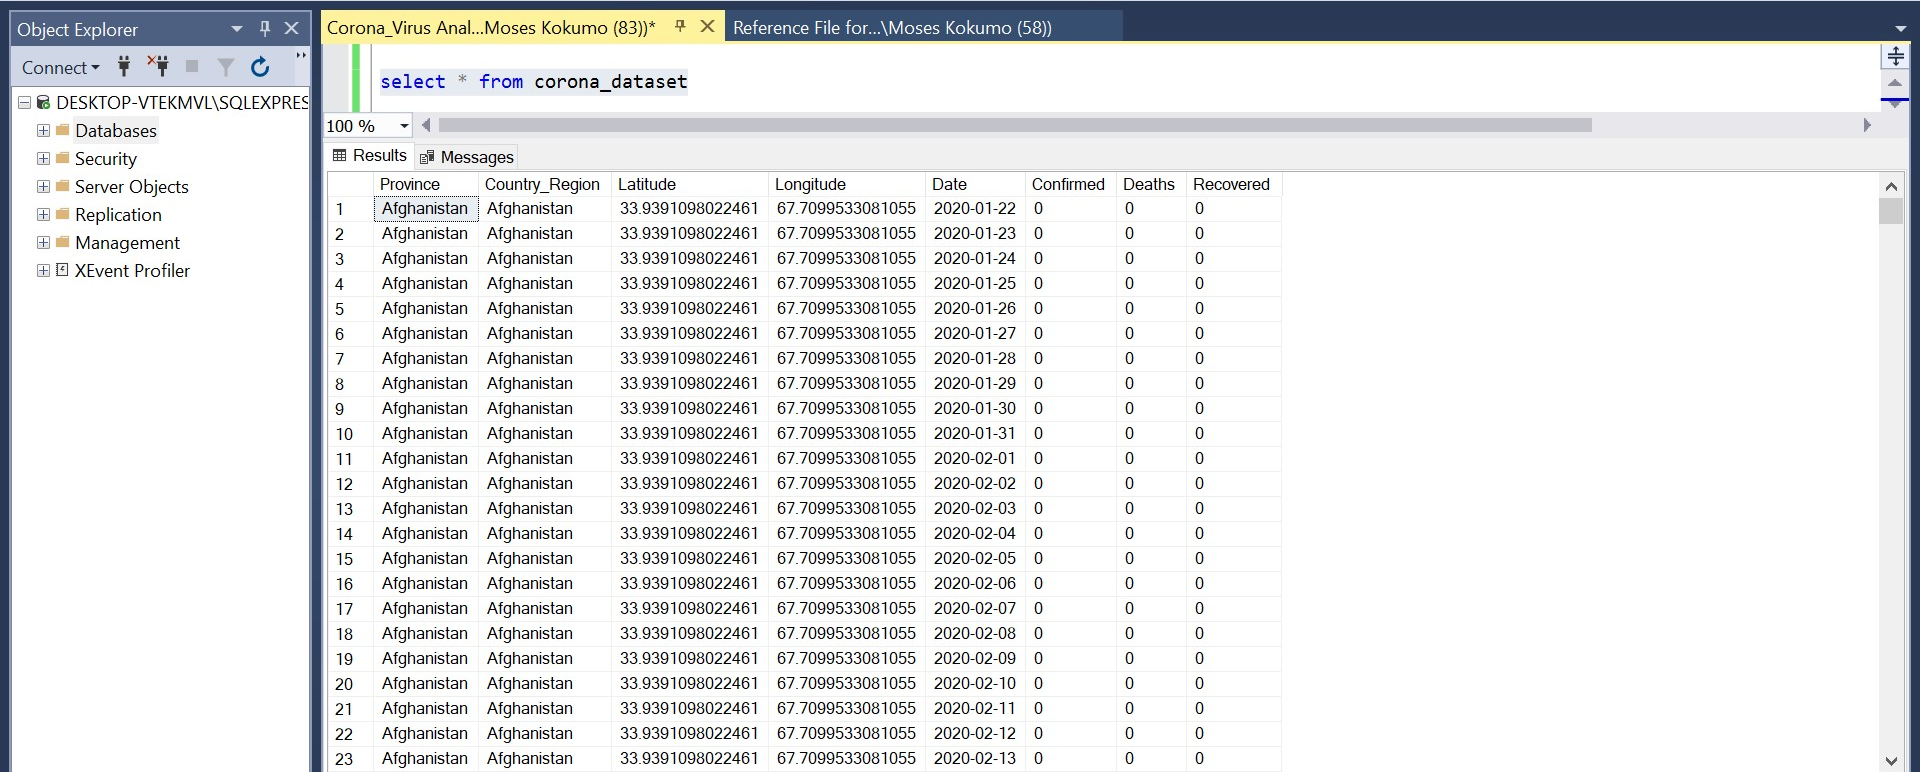 Object Explorer
Connect
DESKTOP-VTEKMVL\SQLEXPRES
Databases
Security
Server Objects
Replication
Management
XEvent Profiler
Corona_Virus Anal...Moses Kokumo (83))* Reference File for...\Moses Kokumo (58))
select * from corona_dataset
100 %
Results Messages
Province Country_Region Latitude Longitude Date Confirmed Deaths Recovered
1 Afghanistan Afghanistan 33.9391098022461 67.7099533081055 2020-01-22 0 0 0
2 Afghanistan Afghanistan 33.9391098022461 67.7099533081055 2020-01-23 0 0 0
3 Afghanistan Afghanistan 33.9391098022461 67.7099533081055 2020-01-24 0 0 0
4 Afghanistan Afghanistan 33.9391098022461 67.7099533081055 2020-01-25 0 0 0
5 Afghanistan Afghanistan 33.9391098022461 67.7099533081055 2020-01-26 0 0 0
6 Afghanistan Afghanistan 33.9391098022461 67.7099533081055 2020-01-27 0 0 0
7 Afghanistan Afghanistan 33.9391098022461 67.7099533081055 2020-01-28 0 0 0
8 Afghanistan Afghanistan 33.9391098022461 67.7099533081055 2020-01-29 0 0 0
9 Afghanistan Afghanistan 33.9391098022461 67.7099533081055 2020-01-30 0 0 0
10 Afghanistan Afghanistan 33.9391098022461 67.7099533081055 2020-01-31 0 0 0
11 Afghanistan Afghanistan 33.9391098022461 67.7099533081055 2020-02-01 0 0 0
12 Afghanistan Afghanistan 33.9391098022461 67.7099533081055 2020-02-02 0 0 0
13 Afghanistan Afghanistan 33.9391098022461 67.7099533081055 2020-02-03 0 0 0
14 Afghanistan Afghanistan 33.9391098022461 67.7099533081055 2020-02-04 0 0 0
15 Afghanistan Afghanistan 33.9391098022461 67.7099533081055 2020-02-05 0 0 0
16 Afghanistan Afghanistan 33.9391098022461 67.7099533081055 2020-02-06 0 0 0
17 Afghanistan Afghanistan 33.9391098022461 67.7099533081055 2020-02-07 0 0 0
18 Afghanistan Afghanistan 33.9391098022461 67.7099533081055 2020-02-08 0 0 0
19 Afghanistan Afghanistan 33.9391098022461 67.7099533081055 2020-02-09 0 0 0
20 Afghanistan Afghanistan 33.9391098022461 67.7099533081055 2020-02-10 0 0 0
21 Afghanistan Afghanistan 33.9391098022461 67.7099533081055 2020-02-11 0 0 0
22 Afghanistan Afghanistan 33.9391098022461 67.7099533081055 2020-02-12 0 0 0
23 Afghanistan Afghanistan 33.9391098022461 67.7099533081055 2020-02-13 0 0 0